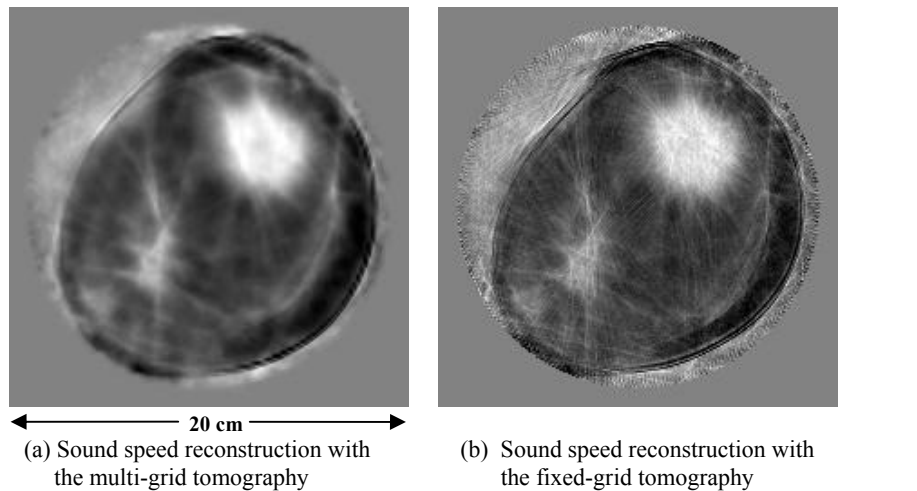 20 cm
(a) Sound speed reconstruction with
the multi-grid tomography
(b) Sound speed reconstruction with
the fixed-grid tomography